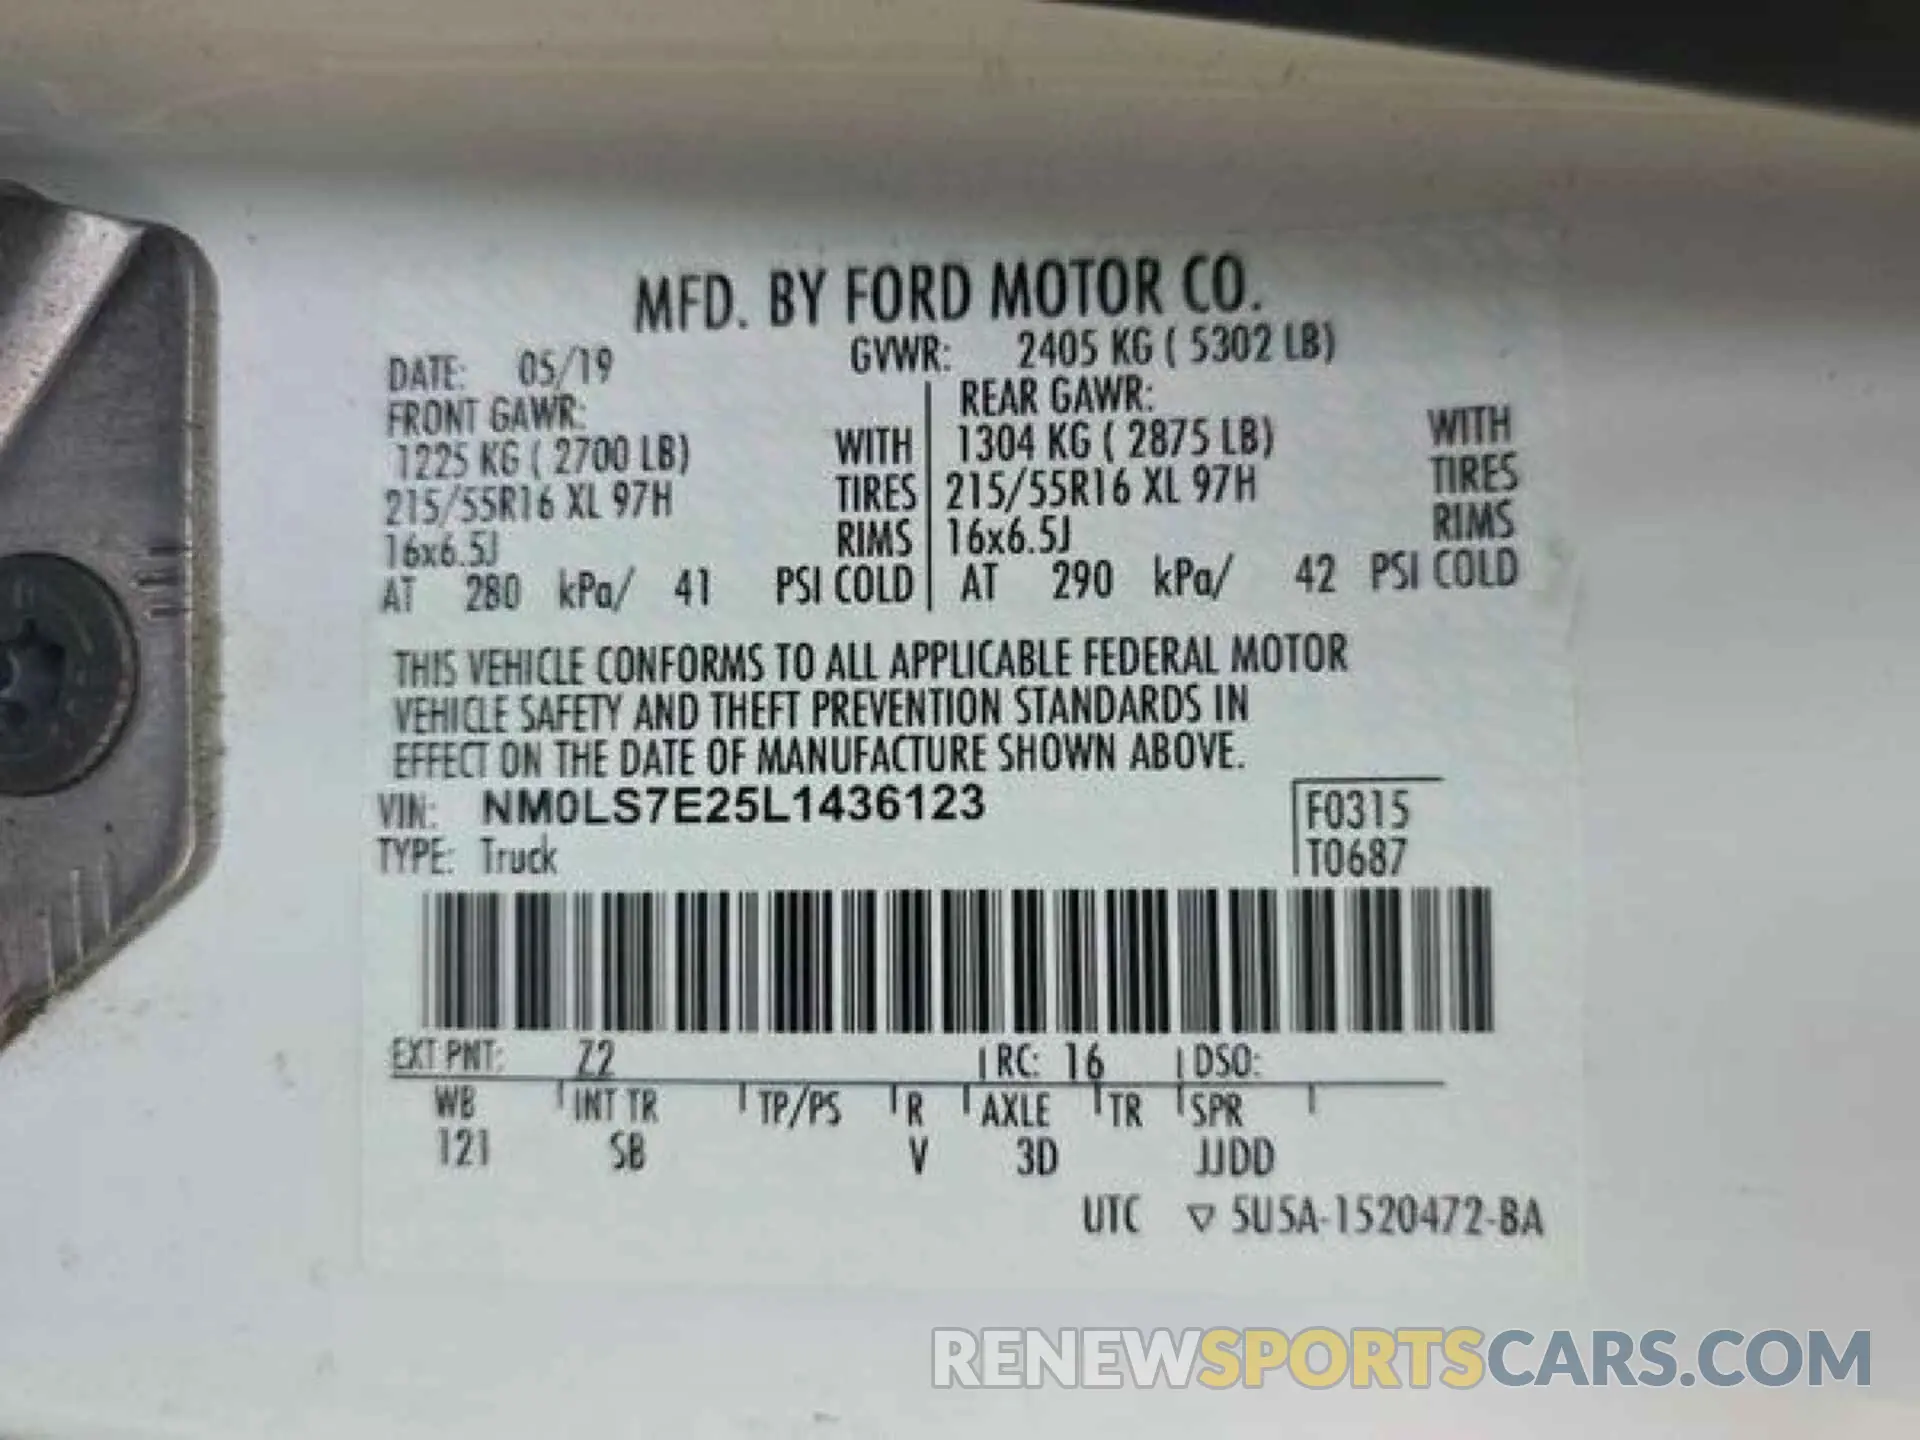 MFD. BY FORD MOTOR CO.
DATE: 05/19 GVWR: 2405 KG ( 5302 LB)
FRONT GAWR: REAR GAWR:
1225 KG ( 2700 LB) WITH 1304 KG ( 2875 LB) WITH
215/55R16 XL 97H TIRES 215/55R16 XL 97H TIRES
16x6.5J RIMS 16x6.5J RIMS
AT 280 kPa/ 41 PSI COLD AT 290 kPa/ 42 PSI COLD
THIS VEHICLE CONFORMS TO ALL APPLICABLE FEDERAL MOTOR
VEHICLE SAFETY AND THEFT PREVENTION STANDARDS IN
EFFECT ON THE DATE OF MANUFACTURE SHOWN ABOVE.
VIN: NM0LS7E25L1436123 F0315
TYPE: Truck T0687
EXT PNT: Z2 RC: 16 DSO:
WB INT TR TP/PS R AXLE TR SPR
121 SB V 3D JJDD
UTC ▽ 5U5A-1520472-BA
RENEWSPORTSCARS.COM